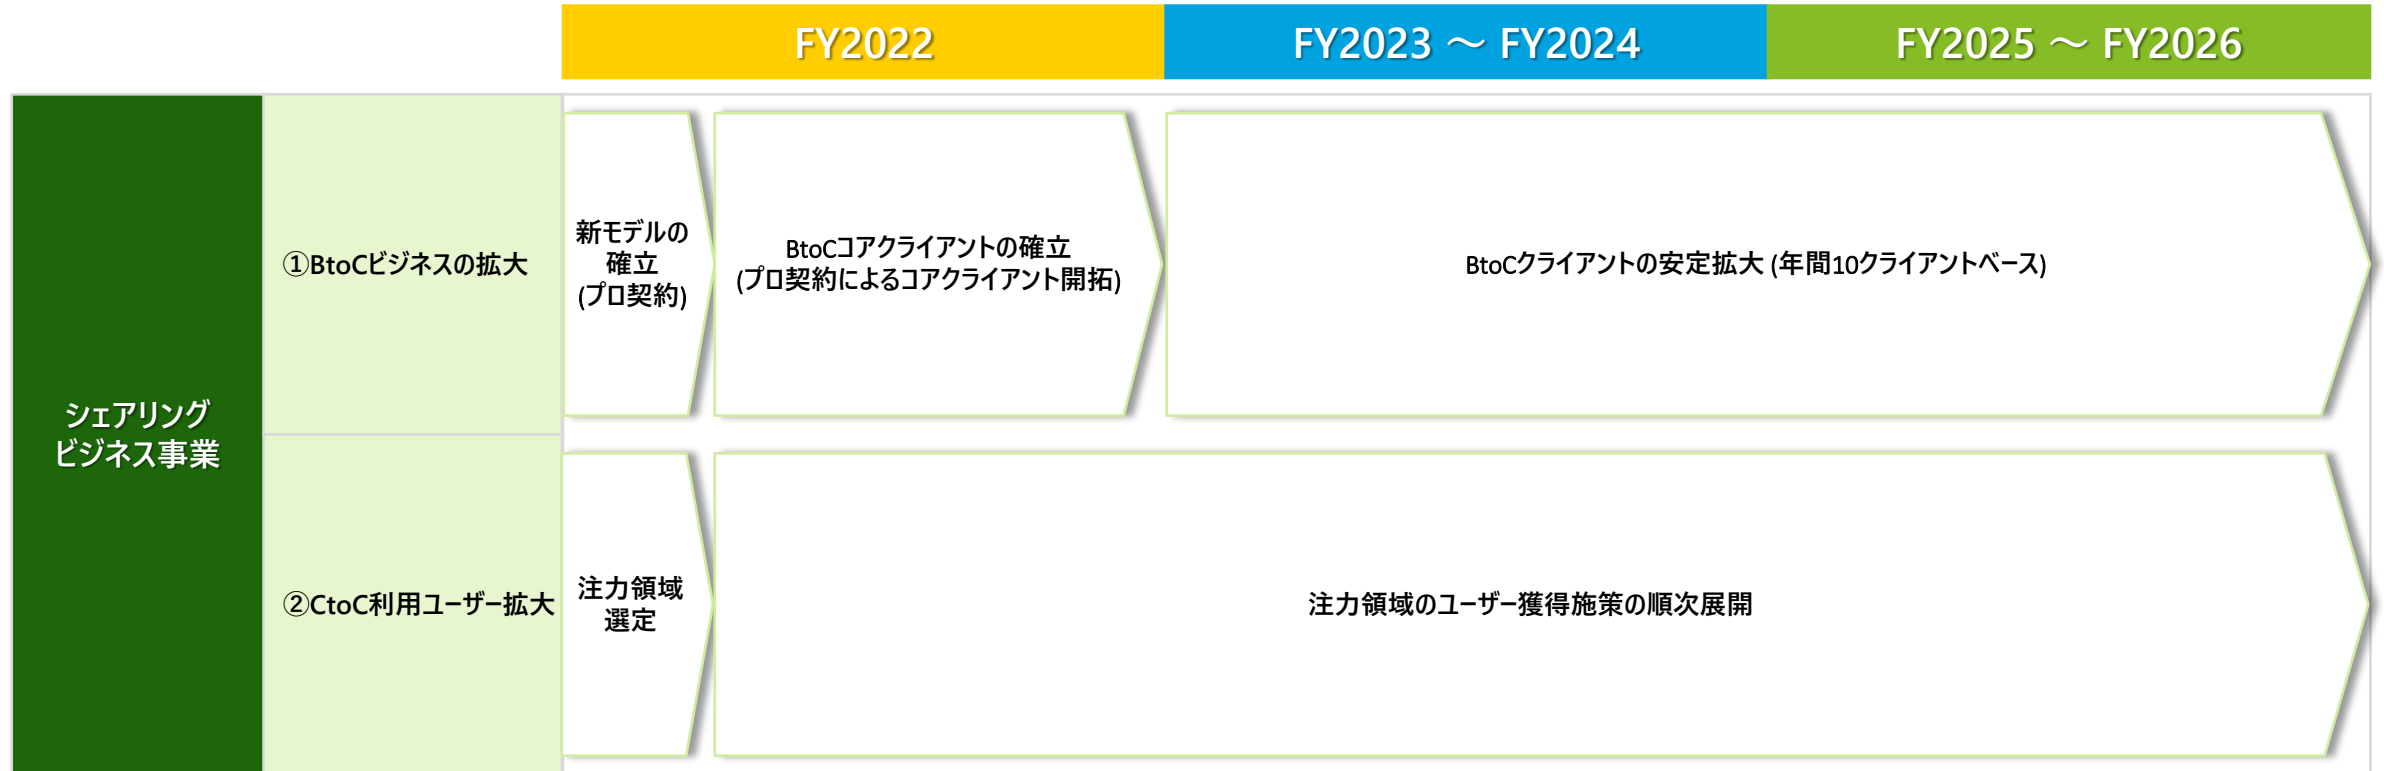 FY2022
FY2023 ～ FY2024
FY2025 ～ FY2026
シェアリング
ビジネス事業
①BtoCビジネスの拡大
新モデルの
確立
(プロ契約)
BtoCコアクライアントの確立
(プロ契約によるコアクライアント開拓)
BtoCクライアントの安定拡大 (年間10クライアントベース)
②CtoC利用ユーザー拡大
注力領域
選定
注力領域のユーザー獲得施策の順次展開